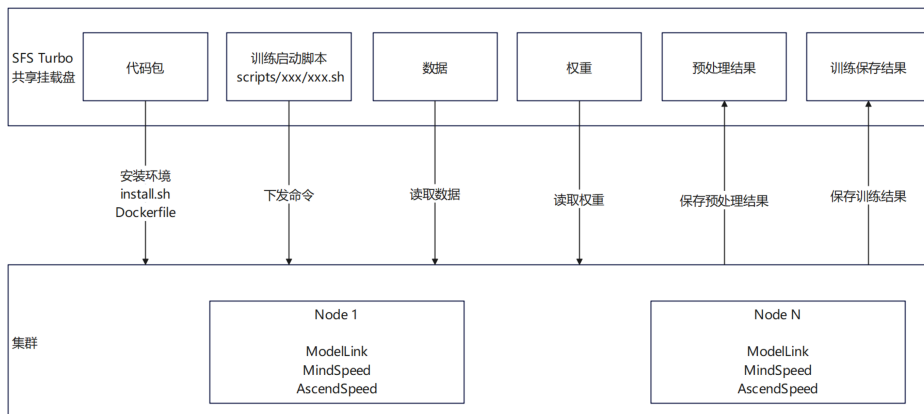 SFS Turbo
共享挂载盘
代码包
训练启动脚本
scripts/xxx/xxx.sh
数据
权重
预处理结果
训练保存结果
安装环境
install.sh
Dockerfile
下发命令
读取数据
读取权重
保存预处理结果
保存训练结果
集群
Node 1
ModelLink
MindSpeed
AscendSpeed
Node N
ModelLink
MindSpeed
AscendSpeed